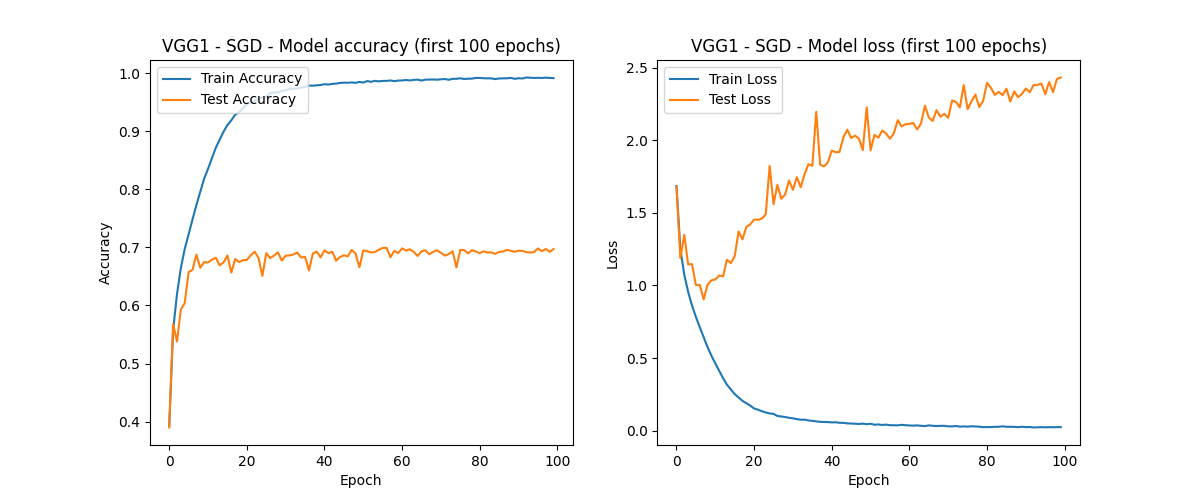 VGG1 - SGD - Model accuracy (first 100 epochs)
Train Accuracy
Test Accuracy
1.0
0.9
0.8
0.7
0.6
0.5
0.4
Accuracy
0 20 40 60 80 100
Epoch
VGG1 - SGD - Model loss (first 100 epochs)
Train Loss
Test Loss
2.5
2.0
1.5
1.0
0.5
0.0
Loss
0 20 40 60 80 100
Epoch